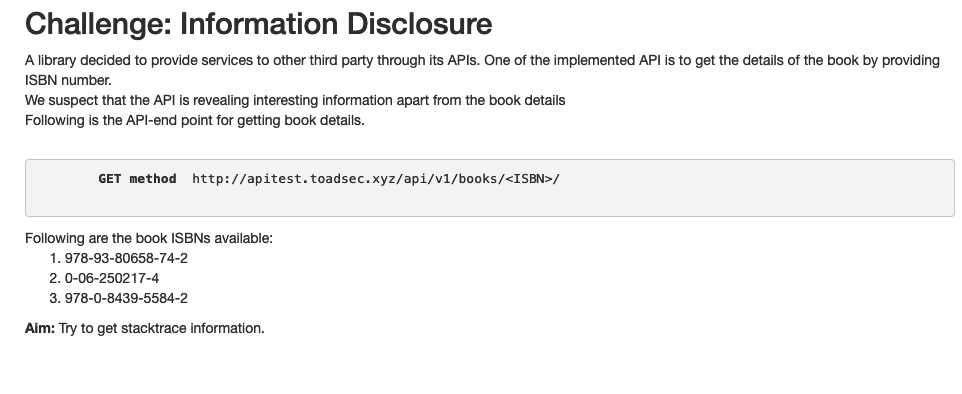 Challenge: Information Disclosure
A library decided to provide services to other third party through its APIs. One of the implemented API is to get the details of the book by providing
ISBN number.
We suspect that the API is revealing interesting information apart from the book details
Following is the API-end point for getting book details.
GET method http://apitest.toadsec.xyz/api/v1/books/<ISBN>/
Following are the book ISBNs available:
1. 978-93-80658-74-2
2. 0-06-250217-4
3. 978-0-8439-5584-2
Aim: Try to get stacktrace information.